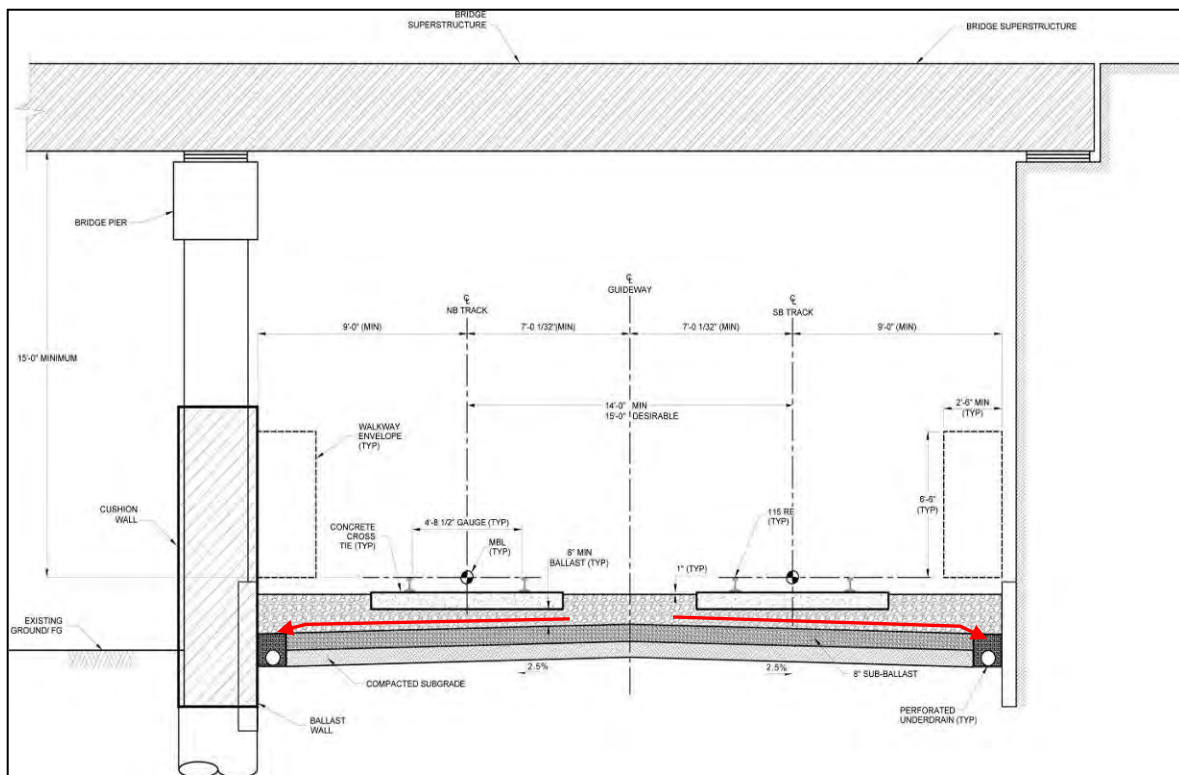 BRIDGE
SUPERSTRUCTURE
BRIDGE SUPERSTRUCTURE
BRIDGE PIER
℄
GUIDEWAY
℄
NB TRACK
℄
SB TRACK
9'-0" (MIN)
7'-0 1/32"(MIN)
7'-0 1/32" (MIN)
9'-0" (MIN)
15'-0" MINIMUM
14'-0" MIN
15'-0" DESIRABLE
2'-6" MIN
(TYP)
WALKWAY
ENVELOPE
(TYP)
6'-6"
(TYP)
CUSHION
WALL
CONCRETE
CROSS
TIE (TYP)
4'-8 1/2" GAUGE (TYP)
MBL
(TYP)
8" MIN
BALLAST (TYP)
115 RE
(TYP)
1" (TYP)
EXISTING
GROUND/ FG
2.5%
2.5%
COMPACTED SUBGRADE
8" SUB-BALLAST
BALLAST
WALL
PERFORATED
UNDERDRAIN (TYP)